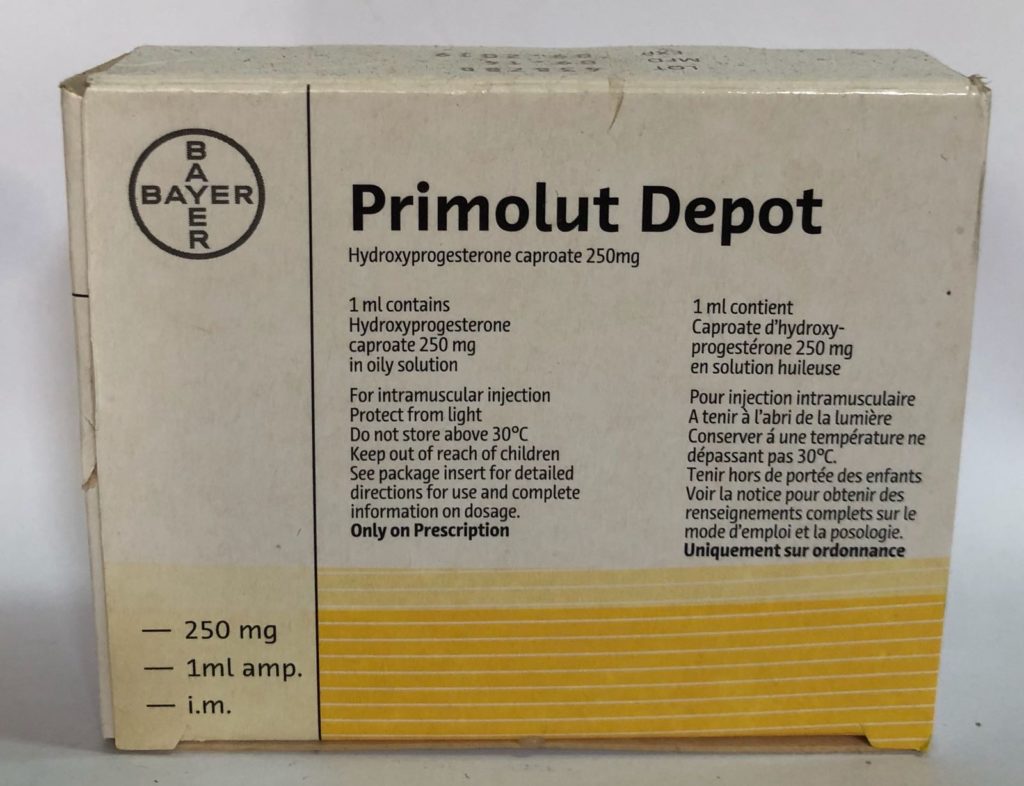 LOT
MFD
EXP
BAYER
BAYER
Primolut Depot
Hydroxyprogesterone caproate 250mg
1 ml contains
Hydroxyprogesterone
caproate 250 mg
in oily solution
For intramuscular injection
Protect from light
Do not store above 30°C
Keep out of reach of children
See package insert for detailed
directions for use and complete
information on dosage.
Only on Prescription
1 ml contient
Caproate d'hydroxy-
progestérone 250 mg
en solution huileuse
Pour injection intramusculaire
A tenir à l'abri de la lumière
Conserver á une température ne
dépassant pas 30°C.
Tenir hors de portée des enfants
Voir la notice pour obtenir des
renseignements complets sur le
mode d'emploi et la posologie.
Uniquement sur ordonnance
— 250 mg
— 1ml amp.
— i.m.